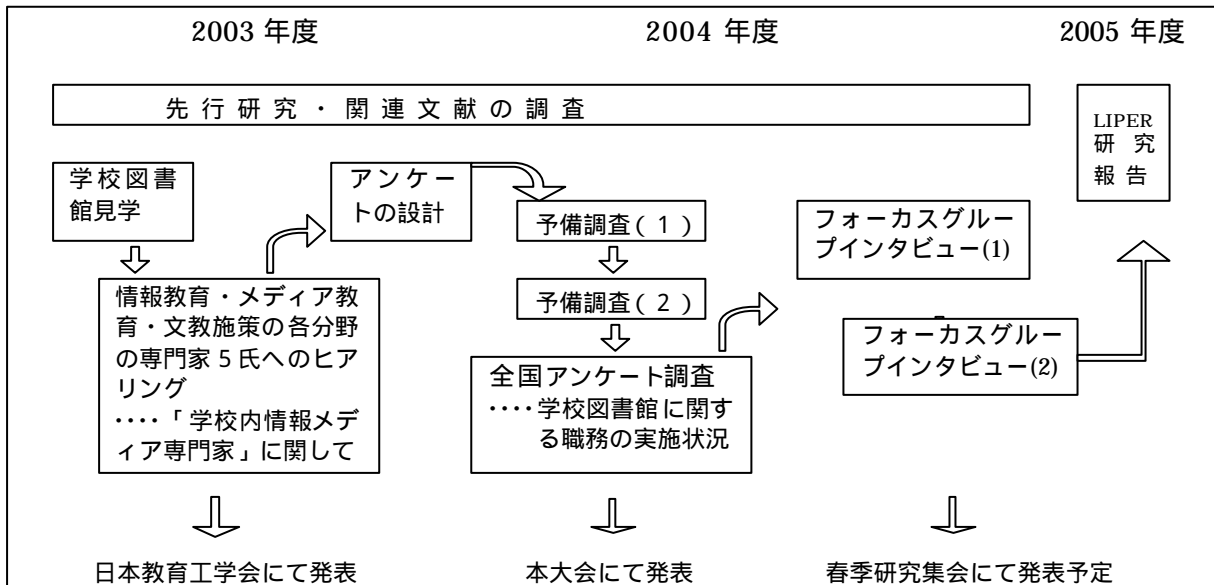 2003 年度
2004 年度
2005 年度
先行研究・関連文献の調査
LIPER
研究
報告
学校図書
館見学
アンケー
トの設計
予備調査(1)
フォーカスグルー
プインタビュー(1)
情報教育・メディア教
育・文教施策の各分野
の専門家5氏へのヒア
リング
‥‥「学校内情報メデ
ィア専門家」に関して
予備調査(2)
フォーカスグルー
プインタビュー(2)
全国アンケート調査
‥‥学校図書館に関す
る職務の実施状況
日本教育工学会にて発表
本大会にて発表
春季研究集会にて発表予定